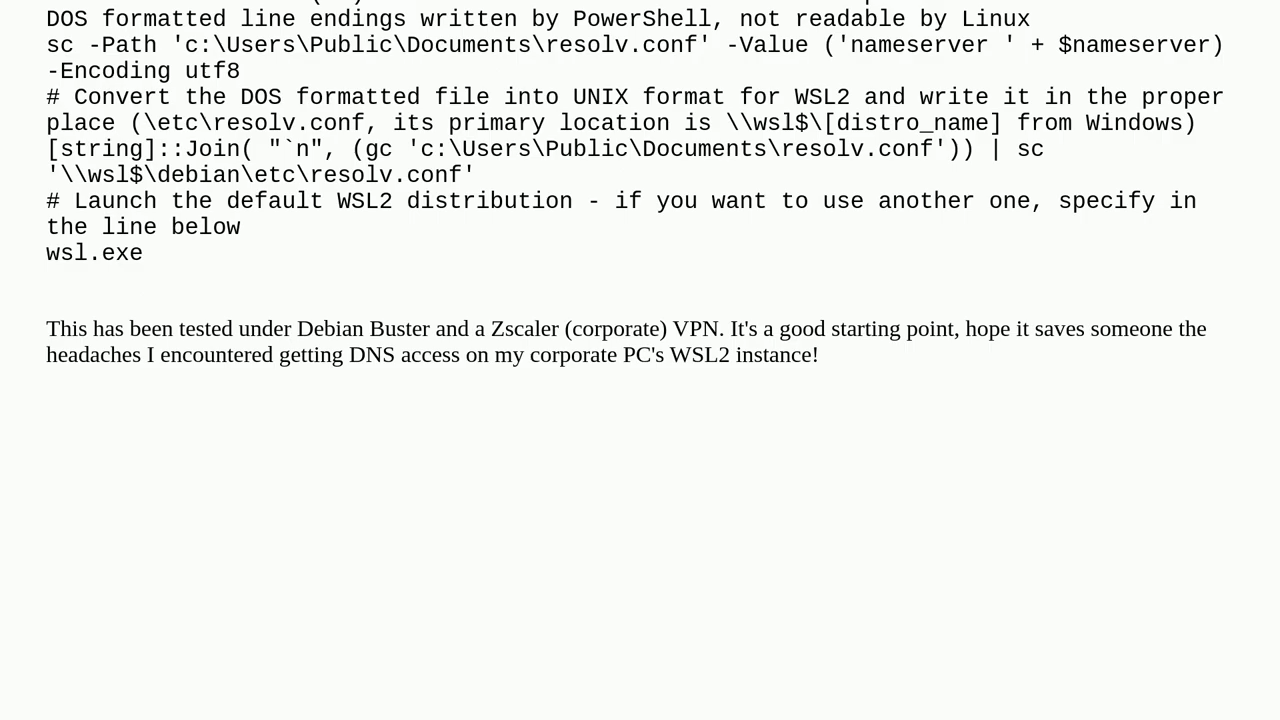 DOS formatted line endings written by PowerShell, not readable by Linux
sc -Path 'c:\Users\Public\Documents\resolv.conf' -Value ('nameserver ' + $nameserver)
-Encoding utf8
# Convert the DOS formatted file into UNIX format for WSL2 and write it in the proper
place (\etc\resolv.conf, its primary location is \\wsl$\[distro_name] from Windows)
[string]::Join( "`n", (gc 'c:\Users\Public\Documents\resolv.conf')) | sc
'\\wsl$\debian\etc\resolv.conf'
# Launch the default WSL2 distribution - if you want to use another one, specify in
the line below
wsl.exe
This has been tested under Debian Buster and a Zscaler (corporate) VPN. It's a good starting point, hope it saves someone the
headaches I encountered getting DNS access on my corporate PC's WSL2 instance!